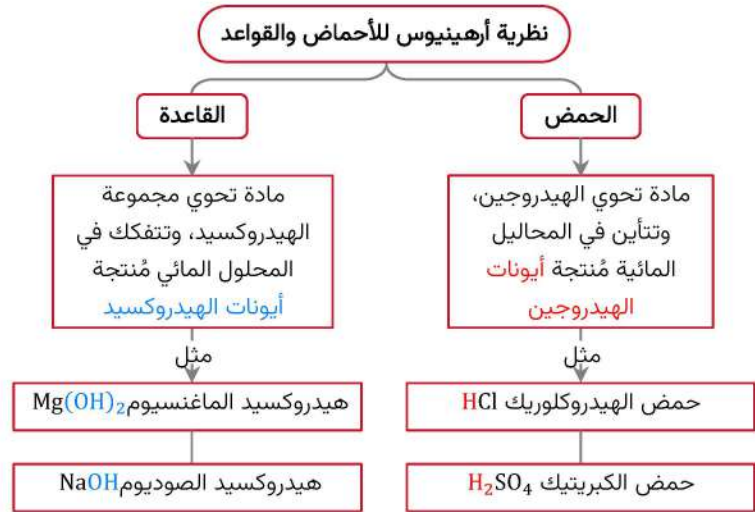 نظرية أرهينيوس للأحماض والقواعد
الحمض
القاعدة
مادة تحوي الهيدروجين،
وتتأين في المحاليل
المائية مُنتجة أيونات
الهيدروجين
مادة تحوي مجموعة
الهيدروكسيد، وتتفكك في
المحلول المائي مُنتجة
أيونات الهيدروكسيد
مثل
مثل
حمض الهيدروكلوريك HCl
هيدروكسيد الماغنسيوم Mg(OH)₂
حمض الكبريتيك H₂SO₄
هيدروكسيد الصوديوم NaOH